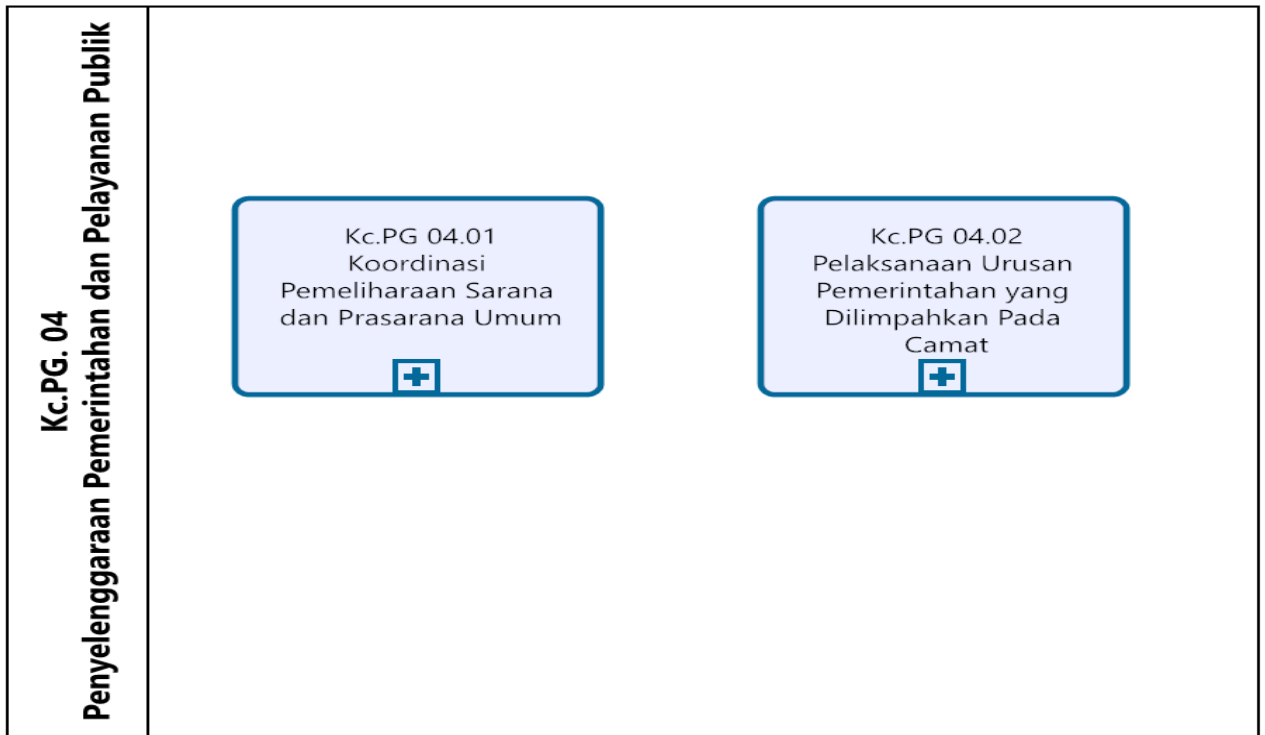 Kc.PG. 04
Penyelenggaraan Pemerintahan dan Pelayanan Publik
Kc.PG 04.01
Koordinasi
Pemeliharaan Sarana
dan Prasarana Umum
Kc.PG 04.02
Pelaksanaan Urusan
Pemerintahan yang
Dilimpahkan Pada
Camat